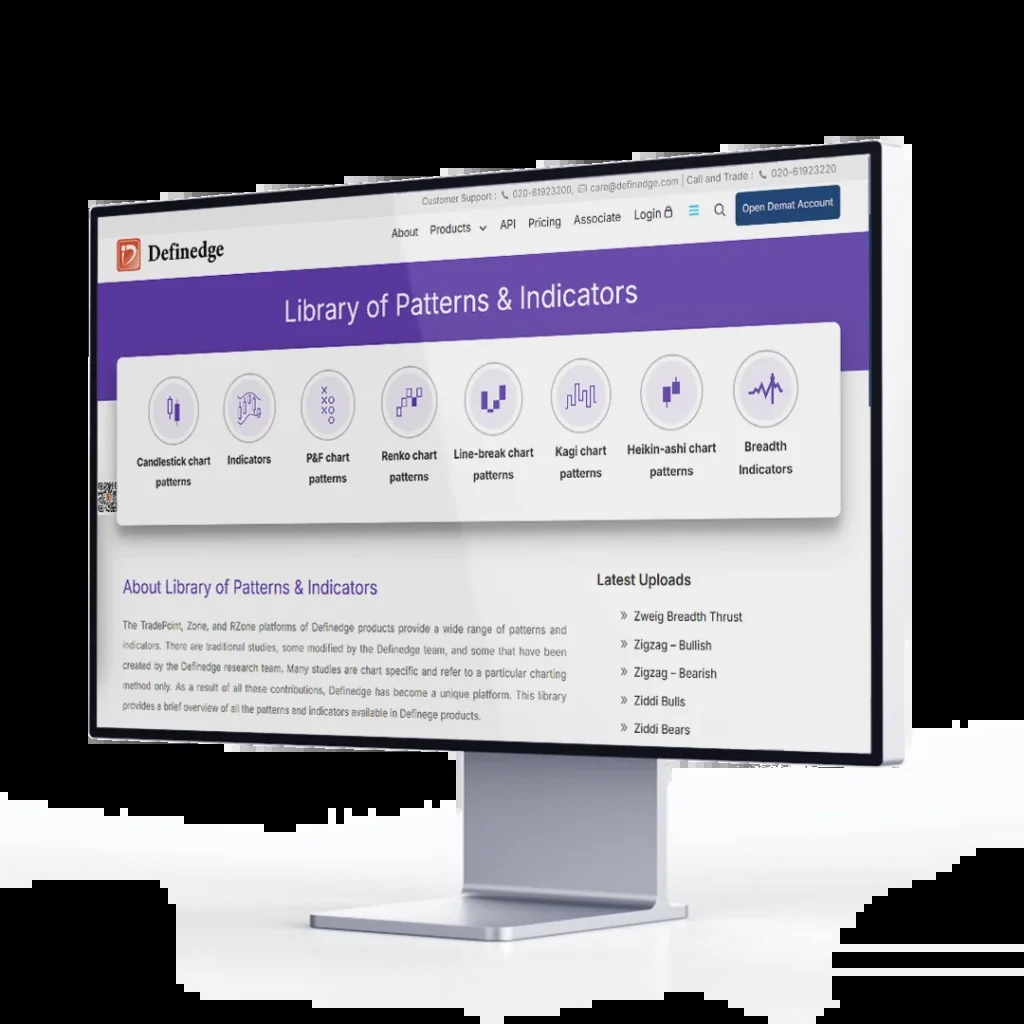 Customer Support : 020-61923200, care@definedge.com | Call and Trade : 020-61923220
Definedge
About Products API Pricing Associate Login Open Demat Account
Library of Patterns & Indicators
Candlestick chart
patterns
Indicators
P&F chart
patterns
Renko chart
patterns
Line-break chart
patterns
Kagi chart
patterns
Heikin-ashi chart
patterns
Breadth
Indicators
About Library of Patterns & Indicators
The TradePoint, Zone, and RZone platforms of Definedge products provide a wide range of patterns and
indicators. There are traditional studies, some modified by the Definedge team, and some that have been
created by the Definedge research team. Many studies are chart specific and refer to a particular charting
method only. As a result of all these contributions, Definedge has become a unique platform. This library
provides a brief overview of all the patterns and indicators available in Definege products.
Latest Uploads
» Zweig Breadth Thrust
» Zigzag – Bullish
» Zigzag – Bearish
» Ziddi Bulls
» Ziddi Bears